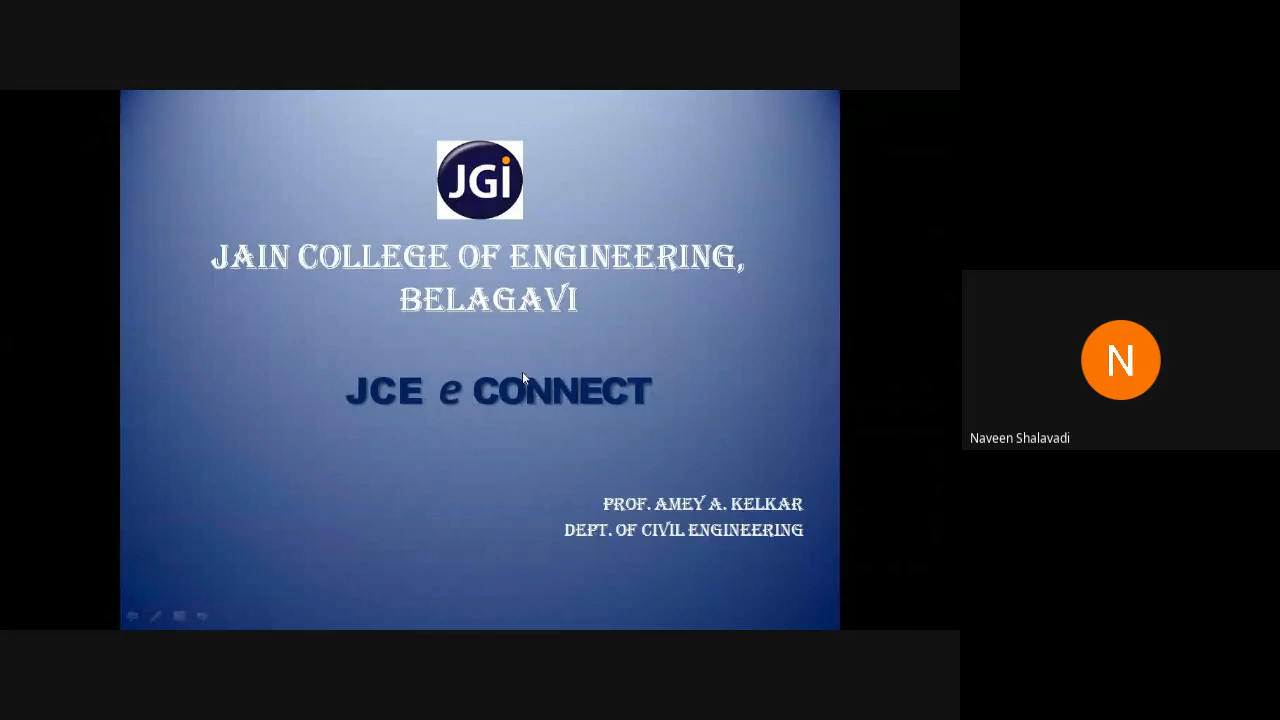 JGi
JAIN COLLEGE OF ENGINEERING,
BELAGAVI
JCE e CONNECT
PROF. AMEY A. KELKAR
DEPT. OF CIVIL ENGINEERING
N
Naveen Shalavadi